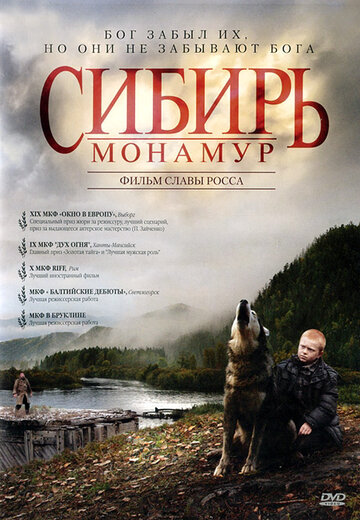 БОГ ЗАБЫЛ ИХ,
НО ОНИ НЕ ЗАБЫВАЮТ БОГА
СИБИРЬ
МОНАМУР
ФИЛЬМ СЛАВЫ РОССА
XIX МКФ «ОКНО В ЕВРОПУ», Выборг
Специальный приз жюри за режиссуру, лучший сценарий,
приз за выдающееся актерское мастерство (П. Зайченко)
IX МКФ "ДУХ ОГНЯ", Ханты-Мансийск
Главный приз «Золотая тайга» и "Лучшая мужская роль"
X МКФ RIFF, Рим
Лучший иностранный фильм
МКФ - БАЛТИЙСКИЕ ДЕБЮТЫ», Светлогорск
Лучшая режиссерская работа
МКФ В БРУКЛИНЕ
Лучшая режиссерская работа
DVD